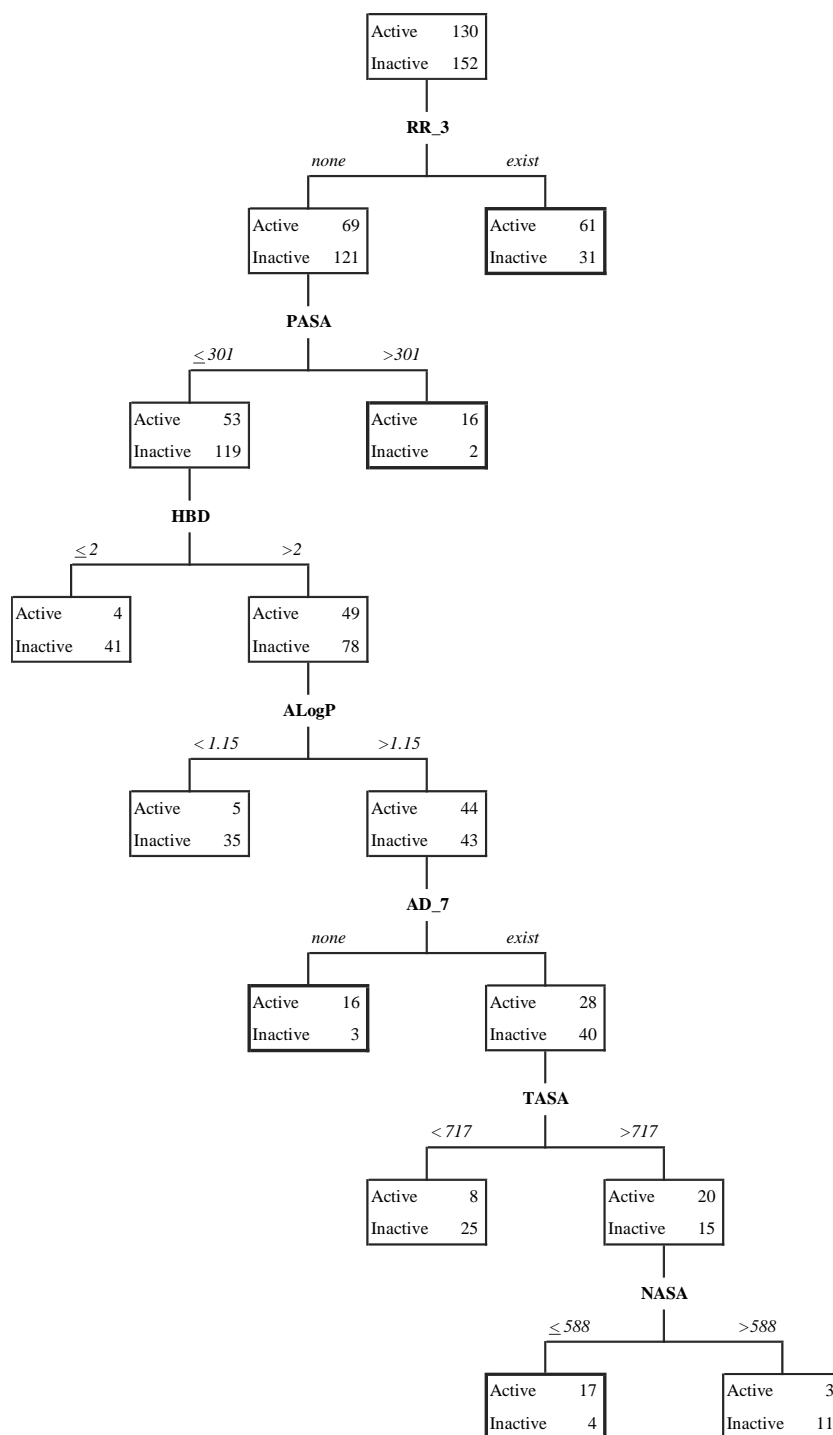 Active 130
Inactive 152
RR_3
none exist
Active 69 Active 61
Inactive 121 Inactive 31
PASA
≤301 >301
Active 53 Active 16
Inactive 119 Inactive 2
HBD
≤2 >2
Active 4 Active 49
Inactive 41 Inactive 78
ALogP
<1.15 >1.15
Active 5 Active 44
Inactive 35 Inactive 43
AD_7
none exist
Active 16 Active 28
Inactive 3 Inactive 40
TASA
<717 >717
Active 8 Active 20
Inactive 25 Inactive 15
NASA
≤588 >588
Active 17 Active 3
Inactive 4 Inactive 11